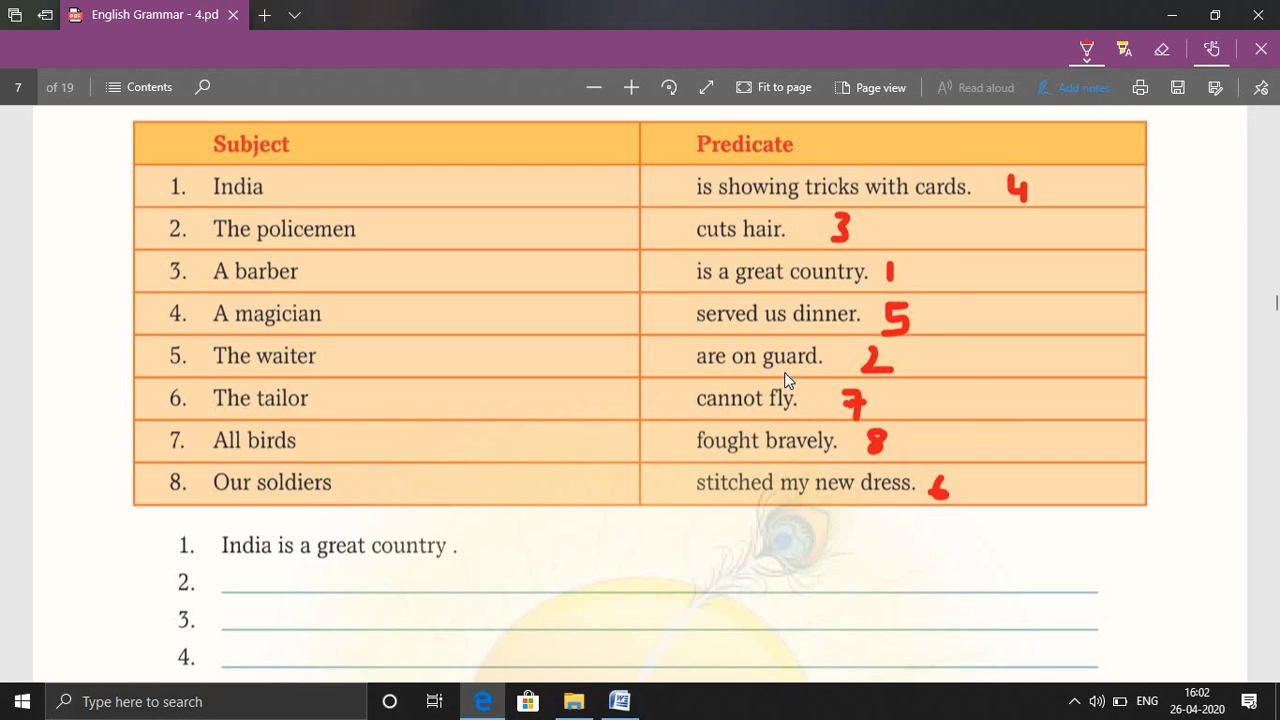 English Grammar - 4.pd
7 of 19 Contents Fit to page Page view Read aloud Add notes
Subject Predicate
1. India is showing tricks with cards. 4
2. The policemen cuts hair. 3
3. A barber is a great country. 1
4. A magician served us dinner. 5
5. The waiter are on guard. 2
6. The tailor cannot fly. 7
7. All birds fought bravely. 8
8. Our soldiers stitched my new dress. 6
1. India is a great country .
2.
3.
4.
Type here to search ENG 16:02
26-04-2020